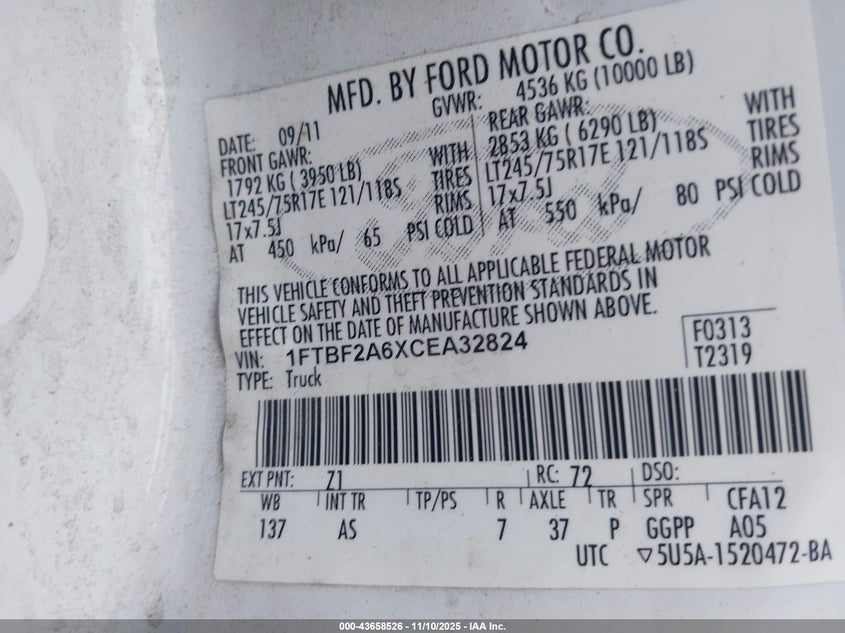 MFD. BY FORD MOTOR CO.
DATE: 09/11 GVWR: 4536 KG (10000 LB)
FRONT GAWR: REAR GAWR: WITH
1792 KG ( 3950 LB) WITH 2853 KG ( 6290 LB) TIRES
LT245/75R17E 121/118S TIRES LT245/75R17E 121/118S RIMS
17x7.5J RIMS 17x7.5J
AT 450 kPa/ 65 PSI COLD AT 550 kPa/ 80 PSI COLD
THIS VEHICLE CONFORMS TO ALL APPLICABLE FEDERAL MOTOR
VEHICLE SAFETY AND THEFT PREVENTION STANDARDS IN
EFFECT ON THE DATE OF MANUFACTURE SHOWN ABOVE.
VIN: 1FTBF2A6XCEA32824 F0313
TYPE: Truck T2319
EXT PNT: Z1 RC: 72 DSO:
WB INT TR TP/PS R AXLE TR SPR CFA12
137 AS 7 37 P GGPP A05
UTC ▽5U5A-1520472-BA
000-43658526 — 11/10/2025 — IAA Inc.